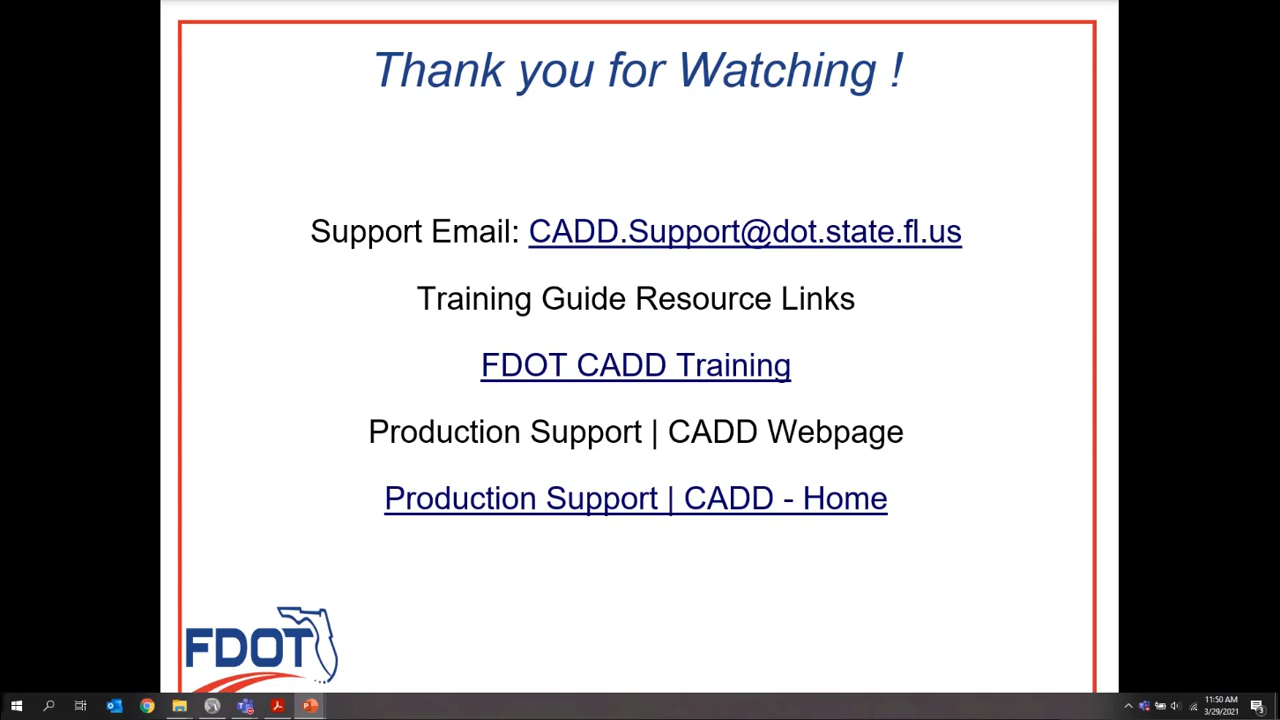 Thank you for Watching !
Support Email: CADD.Support@dot.state.fl.us
Training Guide Resource Links
FDOT CADD Training
Production Support | CADD Webpage
Production Support | CADD - Home
FDOT
11:50 AM
3/29/2021
3